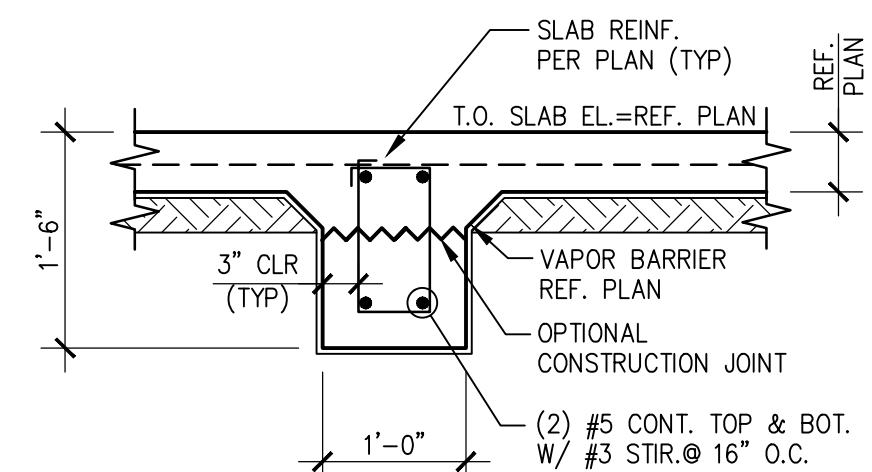 SLAB REINF.
PER PLAN (TYP)
REF.
PLAN
T.O. SLAB EL.=REF. PLAN
1'-6"
3" CLR
(TYP)
VAPOR BARRIER
REF. PLAN
OPTIONAL
CONSTRUCTION JOINT
1'-0"
(2) #5 CONT. TOP & BOT.
W/ #3 STIR.@ 16" O.C.